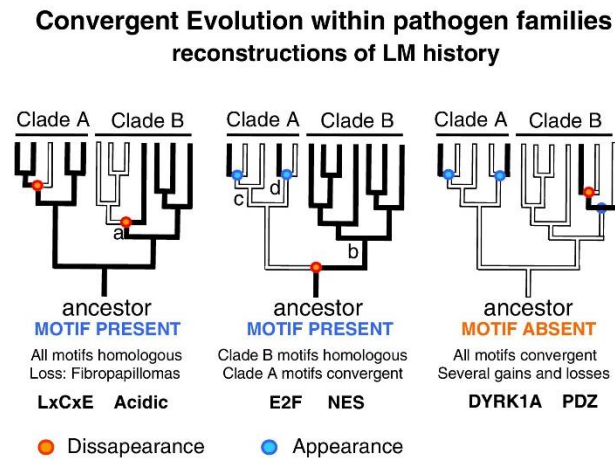 Convergent Evolution within pathogen families
reconstructions of LM history
Clade A Clade B
a
ancestor
MOTIF PRESENT
All motifs homologous
Loss: Fibropapillomas
LxCxE Acidic
Clade A Clade B
c d
b
ancestor
MOTIF PRESENT
Clade B motifs homologous
Clade A motifs convergent
E2F NES
Clade A Clade B
ancestor
MOTIF ABSENT
All motifs convergent
Several gains and losses
DYRK1A PDZ
Dissapearance Appearance